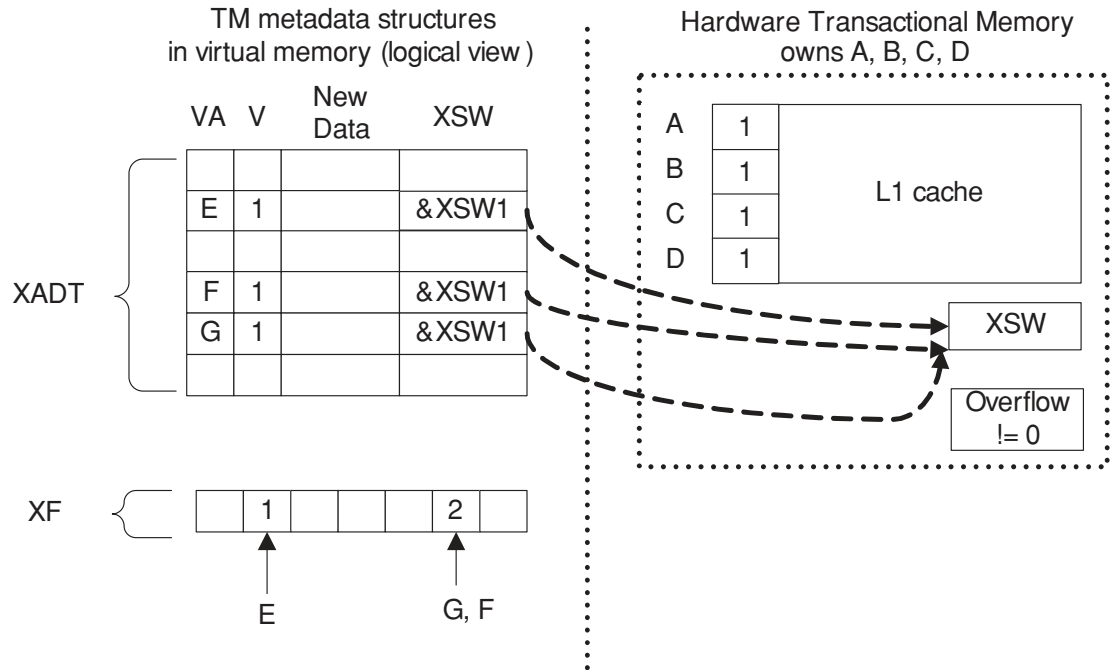 TM metadata structures
in virtual memory (logical view)
Hardware Transactional Memory
owns A, B, C, D
VA V New Data XSW
E 1 &XSW1
F 1 &XSW1
G 1 &XSW1
XADT
A 1
B 1
C 1
D 1
L1 cache
XSW
Overflow
!= 0
XF
1 2
E
G, F